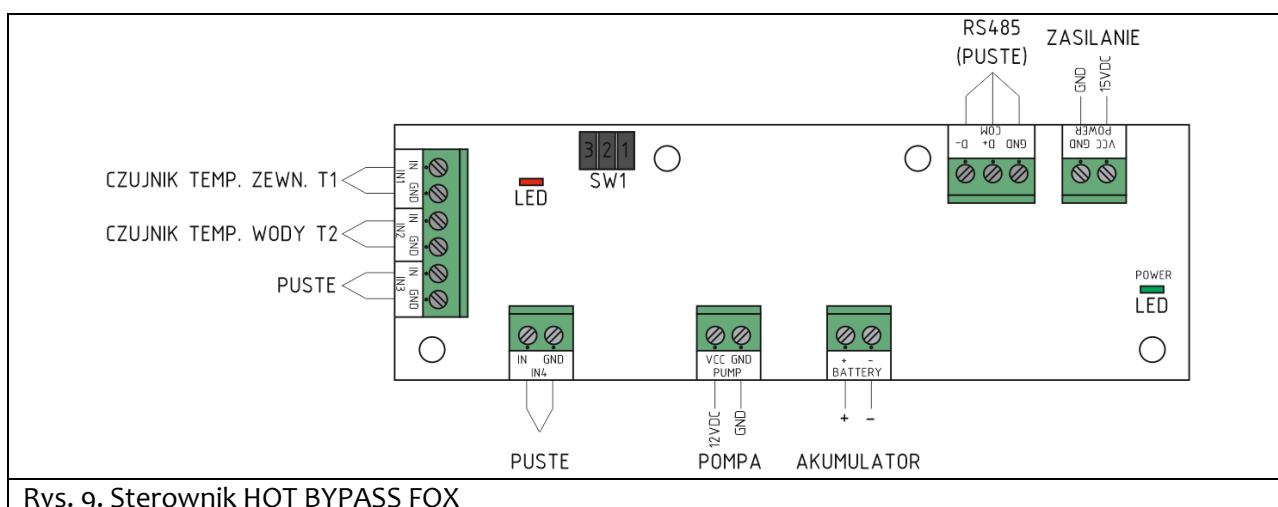 RS485
(PUSTE)
ZASILANIE
GND
15VDC
COM
D- D+ GND
POWER
GND VCC
3 2 1
SW1
LED
CZUJNIK TEMP. ZEWN. T1
IN1
IN
GND
CZUJNIK TEMP. WODY T2
IN2
IN
GND
PUSTE
IN3
IN
GND
POWER
LED
IN GND
IN4
VCC GND
PUMP
+ -
BATTERY
12VDC
GND
+ -
PUSTE
POMPA
AKUMULATOR
Rys. 9. Sterownik HOT BYPASS FOX